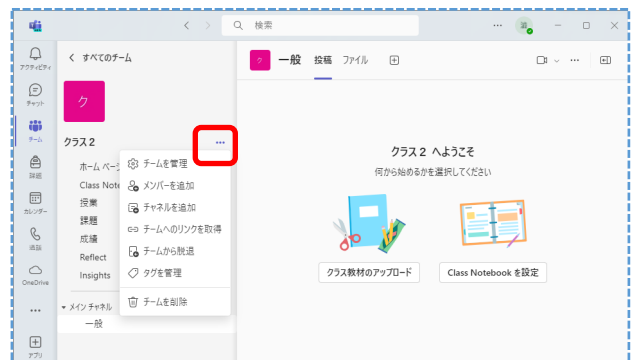 検索
アクティビティ
チャット
チーム
課題
カレンダー
通話
OneDrive
アプリ
すべてのチーム
ク
クラス２
ホーム ペー
Class Note
授業
課題
成績
Reflect
Insights
メイン チャネル
一般
チームを管理
メンバーを追加
チャネルを追加
チームへのリンクを取得
チームから脱退
タグを管理
チームを削除
ク 一般 投稿 ファイル
クラス２ へようこそ
何から始めるかを選択してください
クラス教材のアップロード Class Notebook を設定